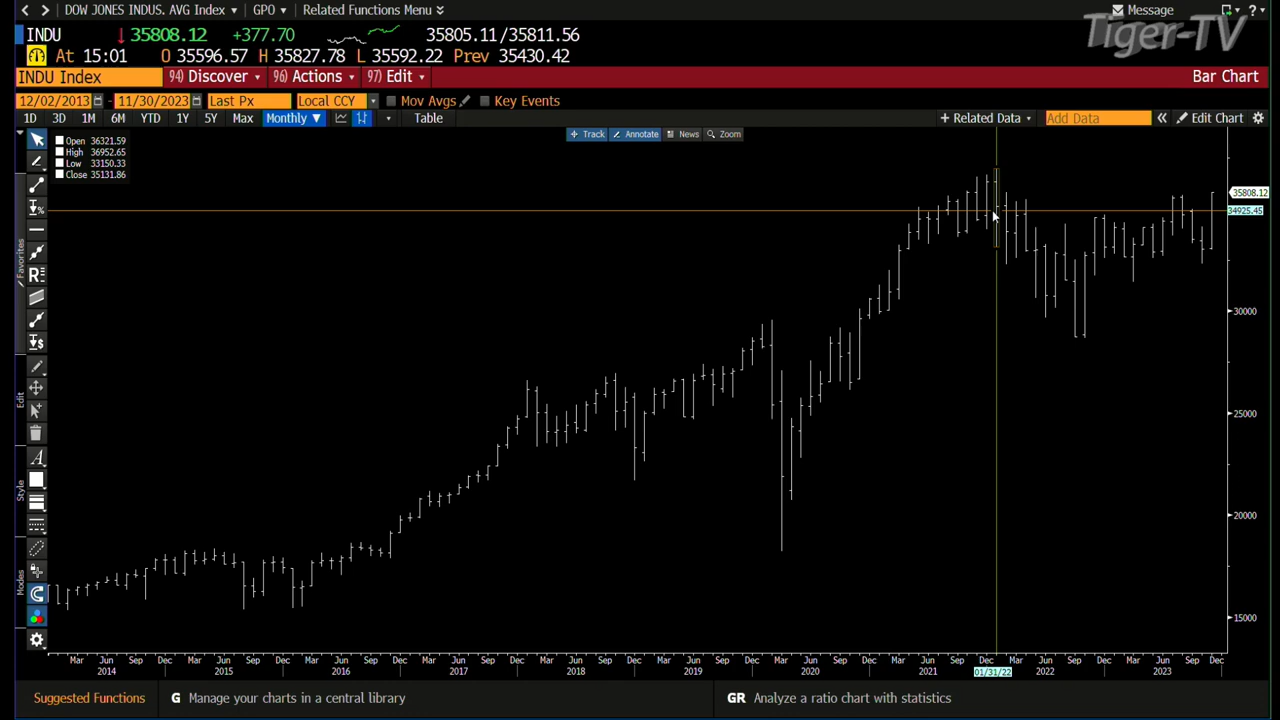 < > DOW JONES INDUS. AVG Index ▾ GPO ▾ Related Functions Menu Message ?
Tiger-TV
INDU ↓ 35808.12 +377.70 35805.11/35811.56
At 15:01 O 35596.57 H 35827.78 L 35592.22 Prev 35430.42
INDU Index 94) Discover 96) Actions 97) Edit Bar Chart
12/02/2013 - 11/30/2023 Last Px Local CCY Mov Avgs Key Events
1D 3D 1M 6M YTD 1Y 5Y Max Monthly ▼ Table + Related Data Add Data « Edit Chart
Track Annotate News Zoom
Open 36321.59
High 36952.65
Low 33150.33
Close 35131.86
35808.12
34925.45
30000
25000
20000
15000
Favorites
Edit
Style
Modes
Mar Jun Sep Dec Mar Jun Sep Dec Mar Jun Sep Dec Mar Jun Sep Dec Mar Jun Sep Dec Mar Jun Sep Dec Mar Jun Sep Dec Mar Jun Sep Dec Mar Jun Sep Dec Mar Jun Sep Dec
2014 2015 2016 2017 2018 2019 2020 2021 01/31/22 2022 2023
Suggested Functions G Manage your charts in a central library GR Analyze a ratio chart with statistics